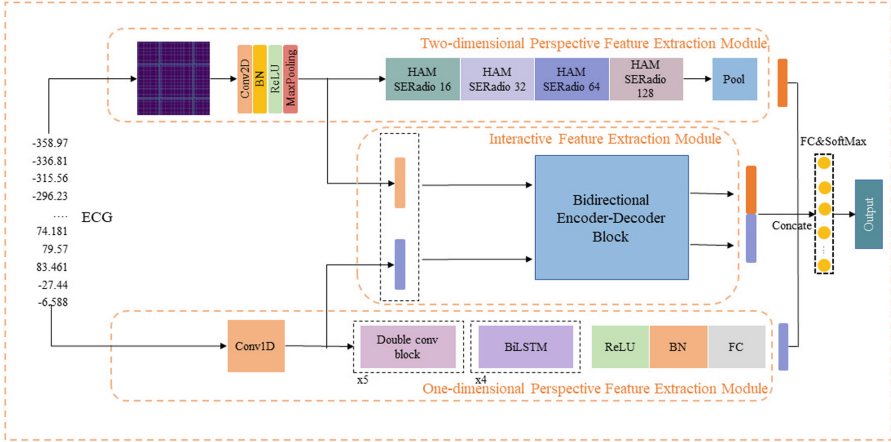 Two-dimensional Perspective Feature Extraction Module
Conv2D
BN
ReLU
MaxPooling
HAM
SERadio 16
HAM
SERadio 32
HAM
SERadio 64
HAM
SERadio
128
Pool
-358.97
-336.81
-315.56
-296.23
....
74.181
79.57
83.461
-27.44
-6.588
ECG
Interactive Feature Extraction Module
Bidirectional
Encoder-Decoder
Block
FC&SoftMax
Concate
Output
Conv1D
Double conv
block
x5
BiLSTM
x4
ReLU
BN
FC
One-dimensional Perspective Feature Extraction Module